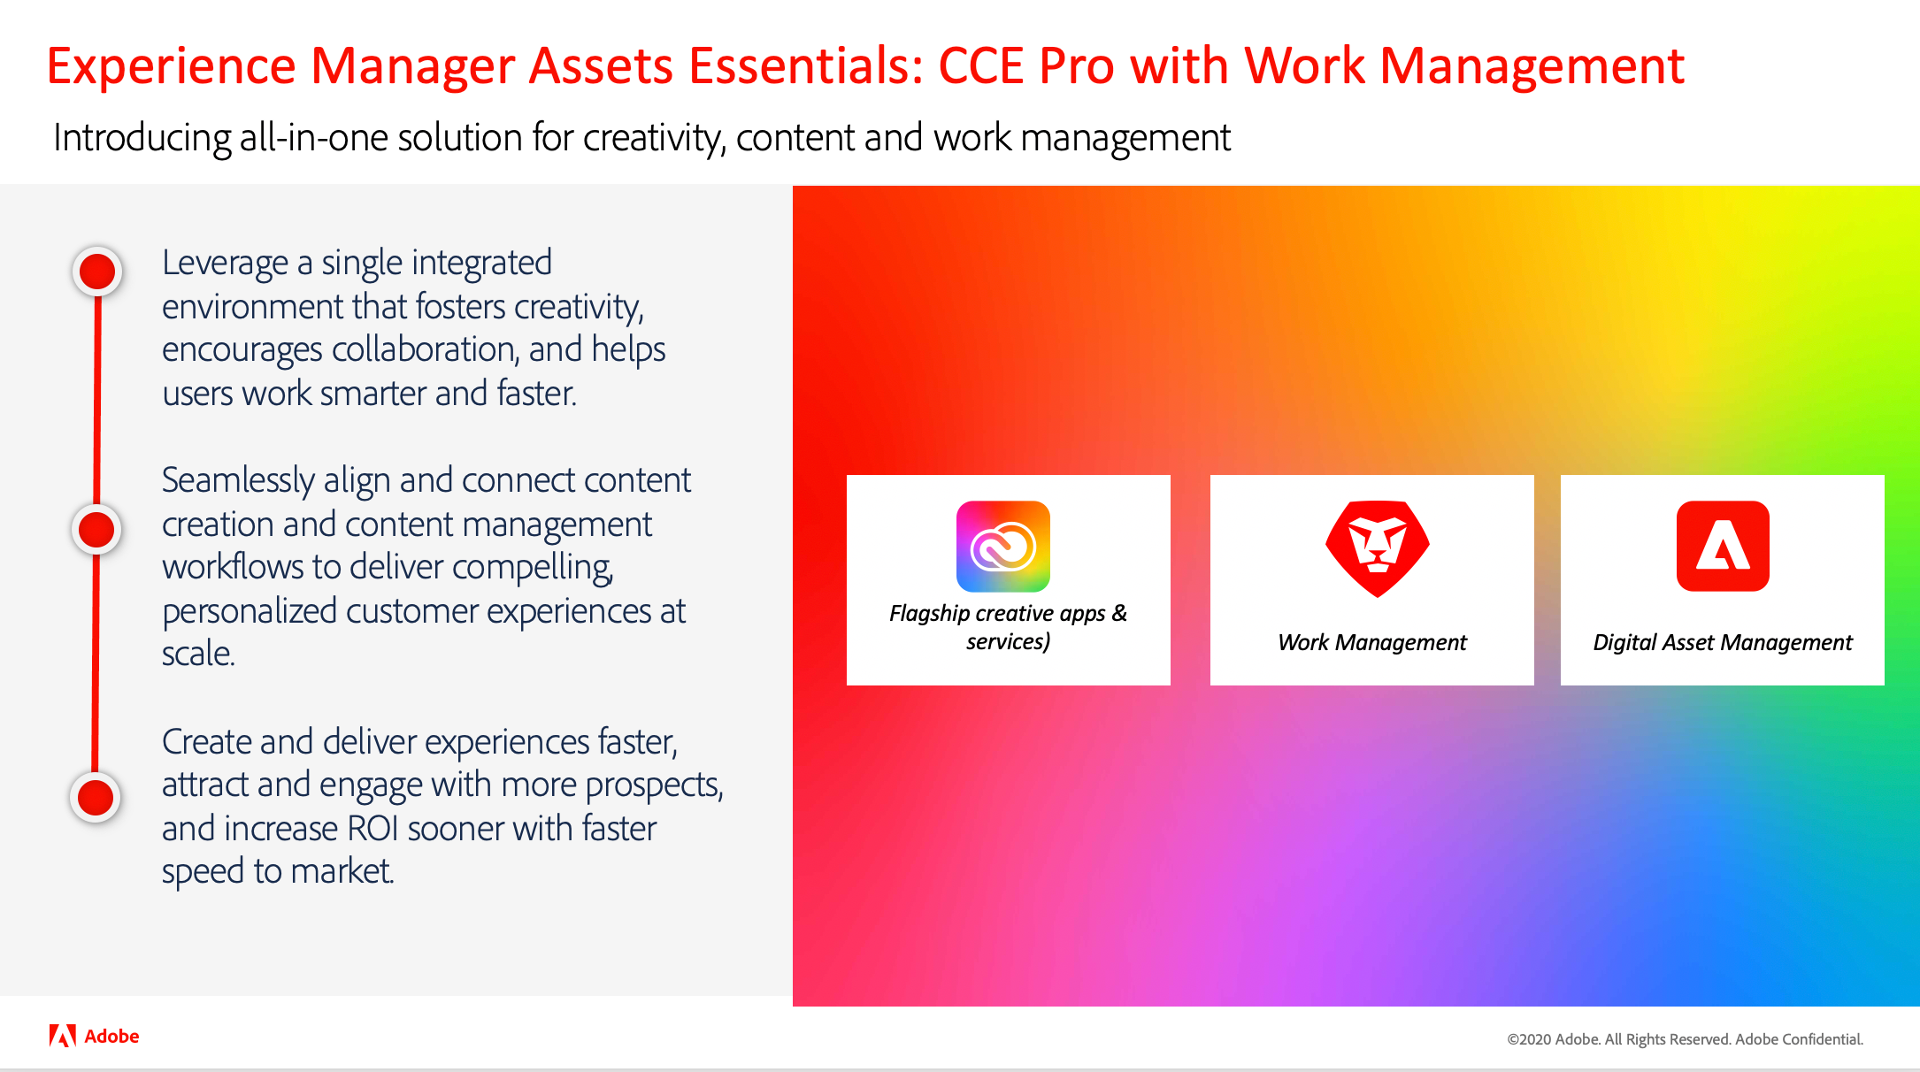 Experience Manager Assets Essentials: CCE Pro with Work Management
Introducing all-in-one solution for creativity, content and work management
Leverage a single integrated
environment that fosters creativity,
encourages collaboration, and helps
users work smarter and faster.
Seamlessly align and connect content
creation and content management
workflows to deliver compelling,
personalized customer experiences at
scale.
Create and deliver experiences faster,
attract and engage with more prospects,
and increase ROI sooner with faster
speed to market.
Flagship creative apps &
services)
Work Management
Digital Asset Management
Adobe
©2020 Adobe. All Rights Reserved. Adobe Confidential.